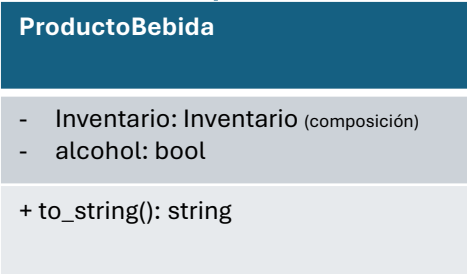 ProductoBebida
- Inventario: Inventario (composición)
- alcohol: bool
+ to_string(): string